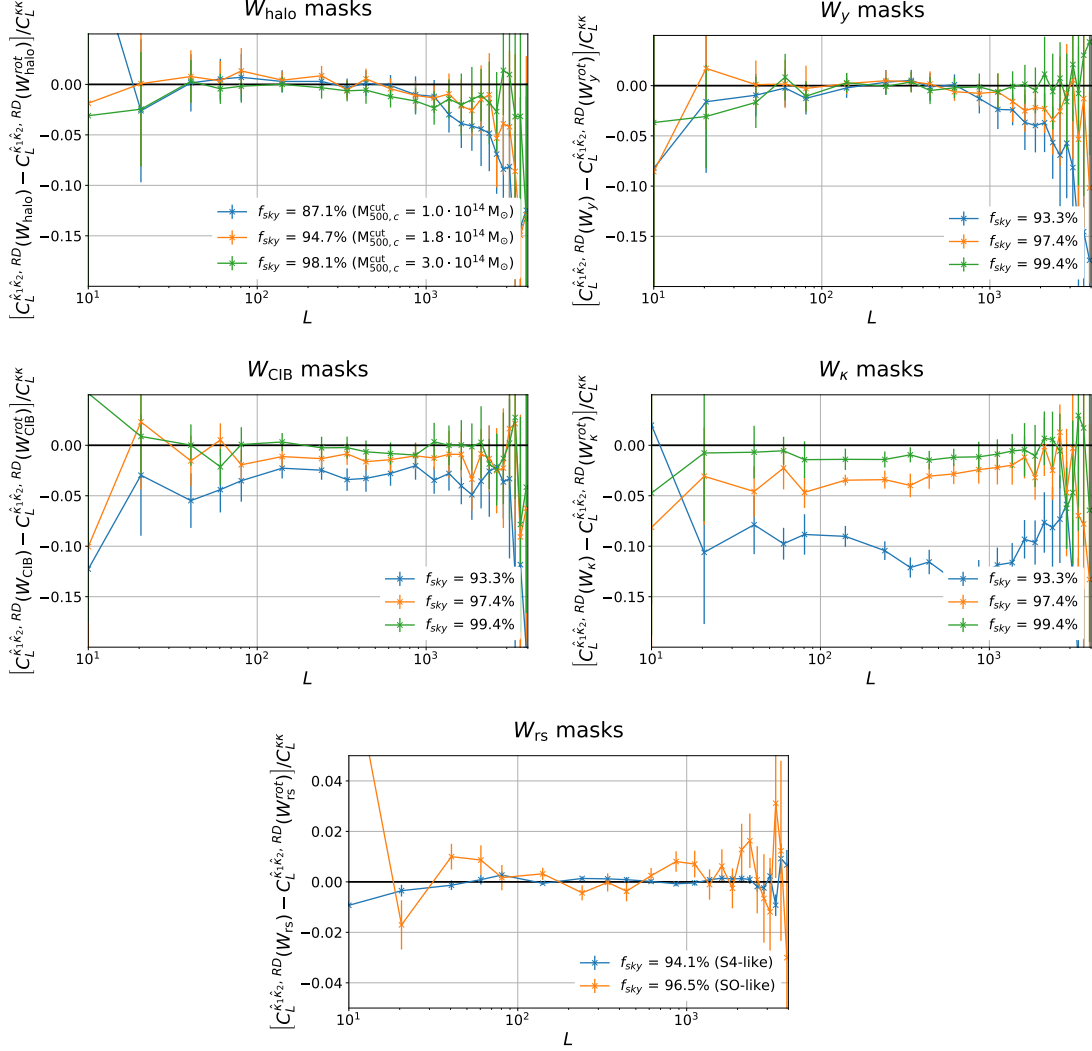 W_halo masks
[C_L^{κ̂1κ̂2, RD}(W_halo) − C_L^{κ̂1κ̂2, RD}(W_halo^{rot})]/C_L^{κκ}
0.00
−0.05
−0.10
−0.15
f_sky = 87.1% (M_{500, c}^{cut} = 1.0 · 10^14 M_⊙)
f_sky = 94.7% (M_{500, c}^{cut} = 1.8 · 10^14 M_⊙)
f_sky = 98.1% (M_{500, c}^{cut} = 3.0 · 10^14 M_⊙)
10^1 10^2 10^3
L
W_y masks
[C_L^{κ̂1κ̂2, RD}(W_y) − C_L^{κ̂1κ̂2, RD}(W_y^{rot})]/C_L^{κκ}
0.00
−0.05
−0.10
−0.15
f_sky = 93.3%
f_sky = 97.4%
f_sky = 99.4%
10^1 10^2 10^3
L
W_CIB masks
[C_L^{κ̂1κ̂2, RD}(W_CIB) − C_L^{κ̂1κ̂2, RD}(W_CIB^{rot})]/C_L^{κκ}
0.00
−0.05
−0.10
−0.15
f_sky = 93.3%
f_sky = 97.4%
f_sky = 99.4%
10^1 10^2 10^3
L
W_κ masks
[C_L^{κ̂1κ̂2, RD}(W_κ) − C_L^{κ̂1κ̂2, RD}(W_κ^{rot})]/C_L^{κκ}
0.00
−0.05
−0.10
−0.15
f_sky = 93.3%
f_sky = 97.4%
f_sky = 99.4%
10^1 10^2 10^3
L
W_rs masks
[C_L^{κ̂1κ̂2, RD}(W_rs) − C_L^{κ̂1κ̂2, RD}(W_rs^{rot})]/C_L^{κκ}
0.04
0.02
0.00
−0.02
−0.04
f_sky = 94.1% (S4-like)
f_sky = 96.5% (SO-like)
10^1 10^2 10^3
L